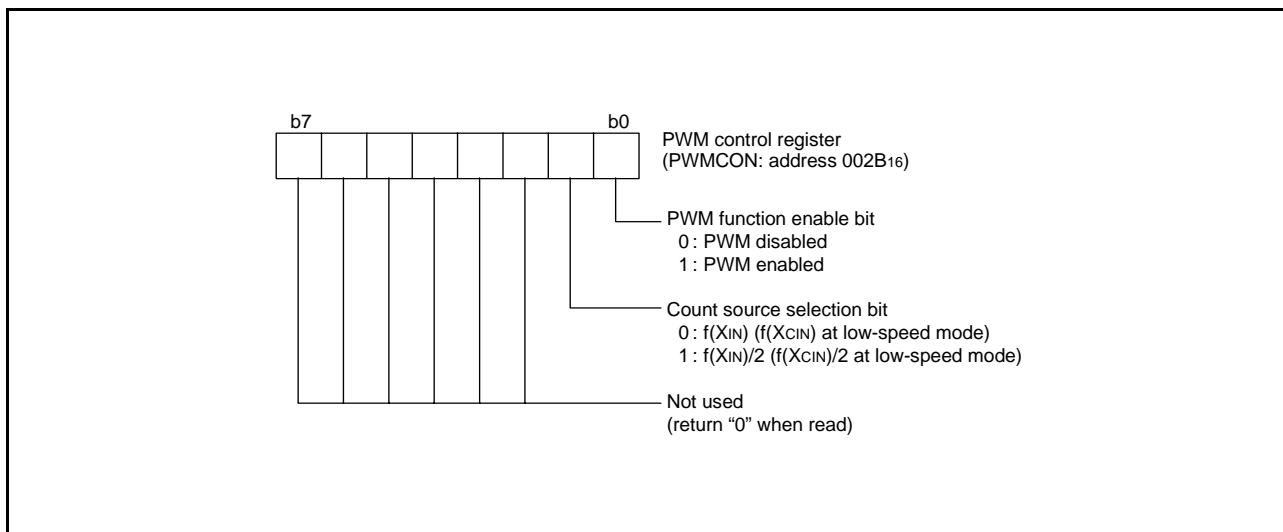 b7 b0
PWM control register
(PWMCON: address 002B16)
PWM function enable bit
0 : PWM disabled
1 : PWM enabled
Count source selection bit
0 : f(XIN) (f(XCIN) at low-speed mode)
1 : f(XIN)/2 (f(XCIN)/2 at low-speed mode)
Not used
(return “0” when read)